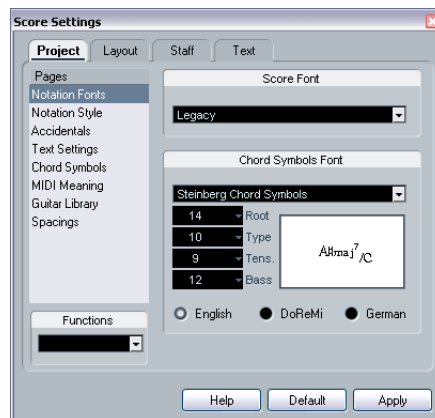 Score Settings
Project Layout Staff Text
Pages
Notation Fonts
Notation Style
Accidentals
Text Settings
Chord Symbols
MIDI Meaning
Guitar Library
Spacings
Functions
Score Font
Legacy
Chord Symbols Font
Steinberg Chord Symbols
14 Root
10 Type
9 Tens.
12 Bass
A#maj7/C
English DoReMi German
Help Default Apply